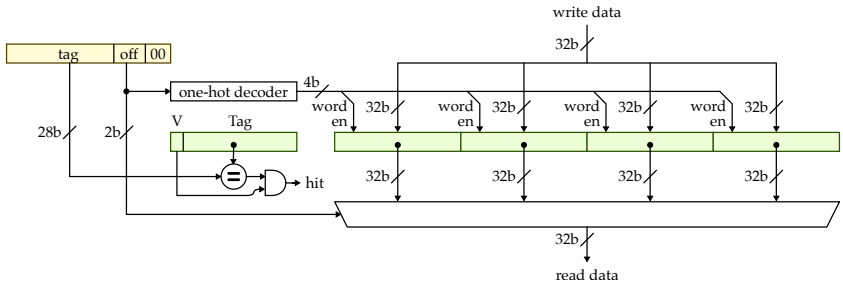 write data
32b
tag off 00
one-hot decoder
4b
word en
32b
word en
32b
word en
32b
word en
32b
28b
2b
V
Tag
=
hit
32b
32b
32b
32b
32b
read data